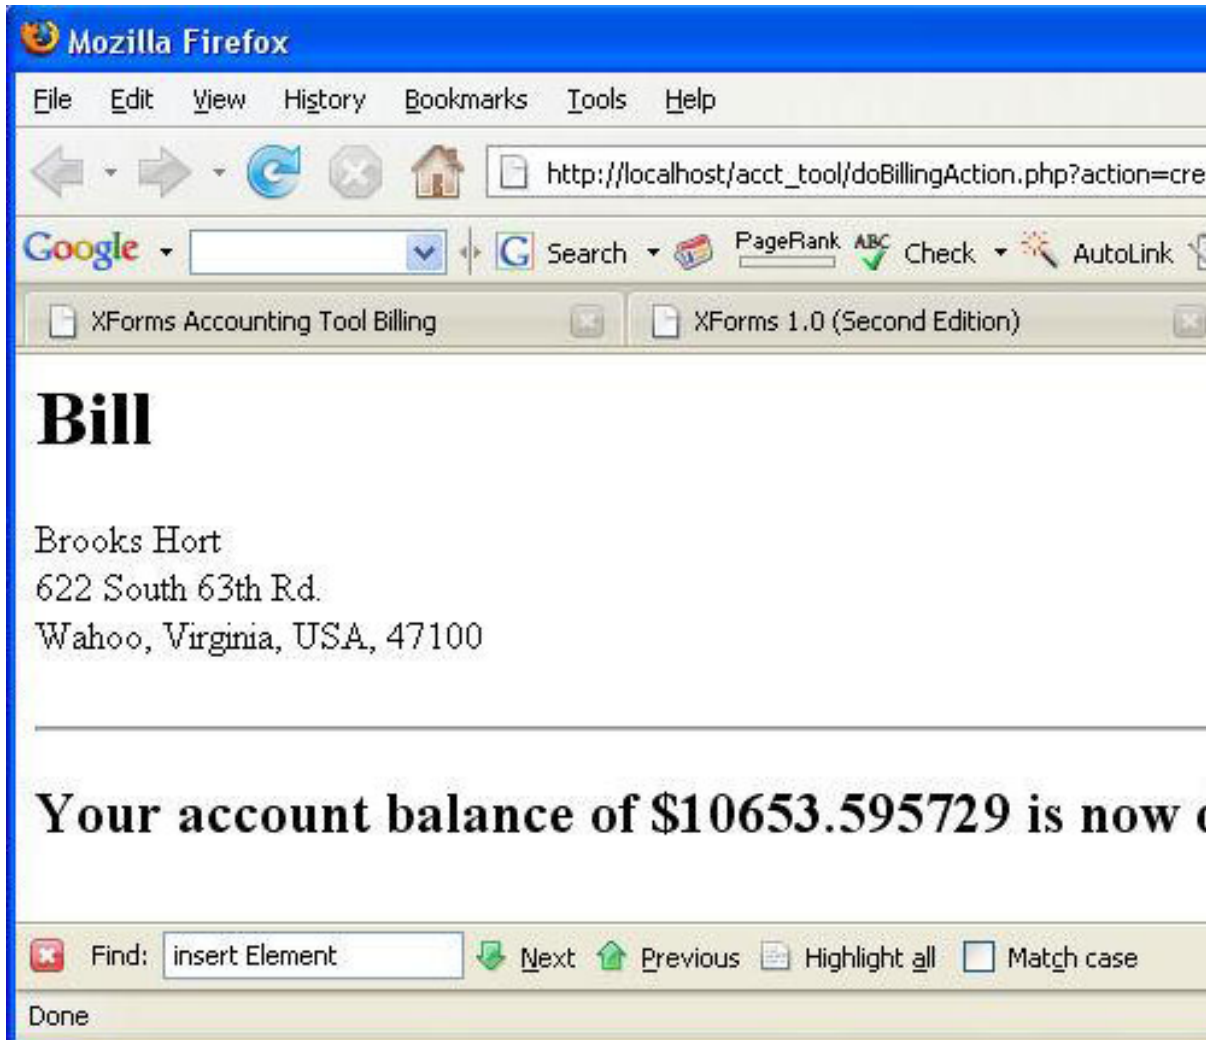 Mozilla Firefox
File Edit View History Bookmarks Tools Help
http://localhost/acct_tool/doBillingAction.php?action=cre
Google G Search PageRank ABC Check AutoLink
XForms Accounting Tool Billing XForms 1.0 (Second Edition)
Bill
Brooks Hort
622 South 63th Rd.
Wahoo, Virginia, USA, 47100
Your account balance of $10653.595729 is now
Find: insert Element Next Previous Highlight all Match case
Done